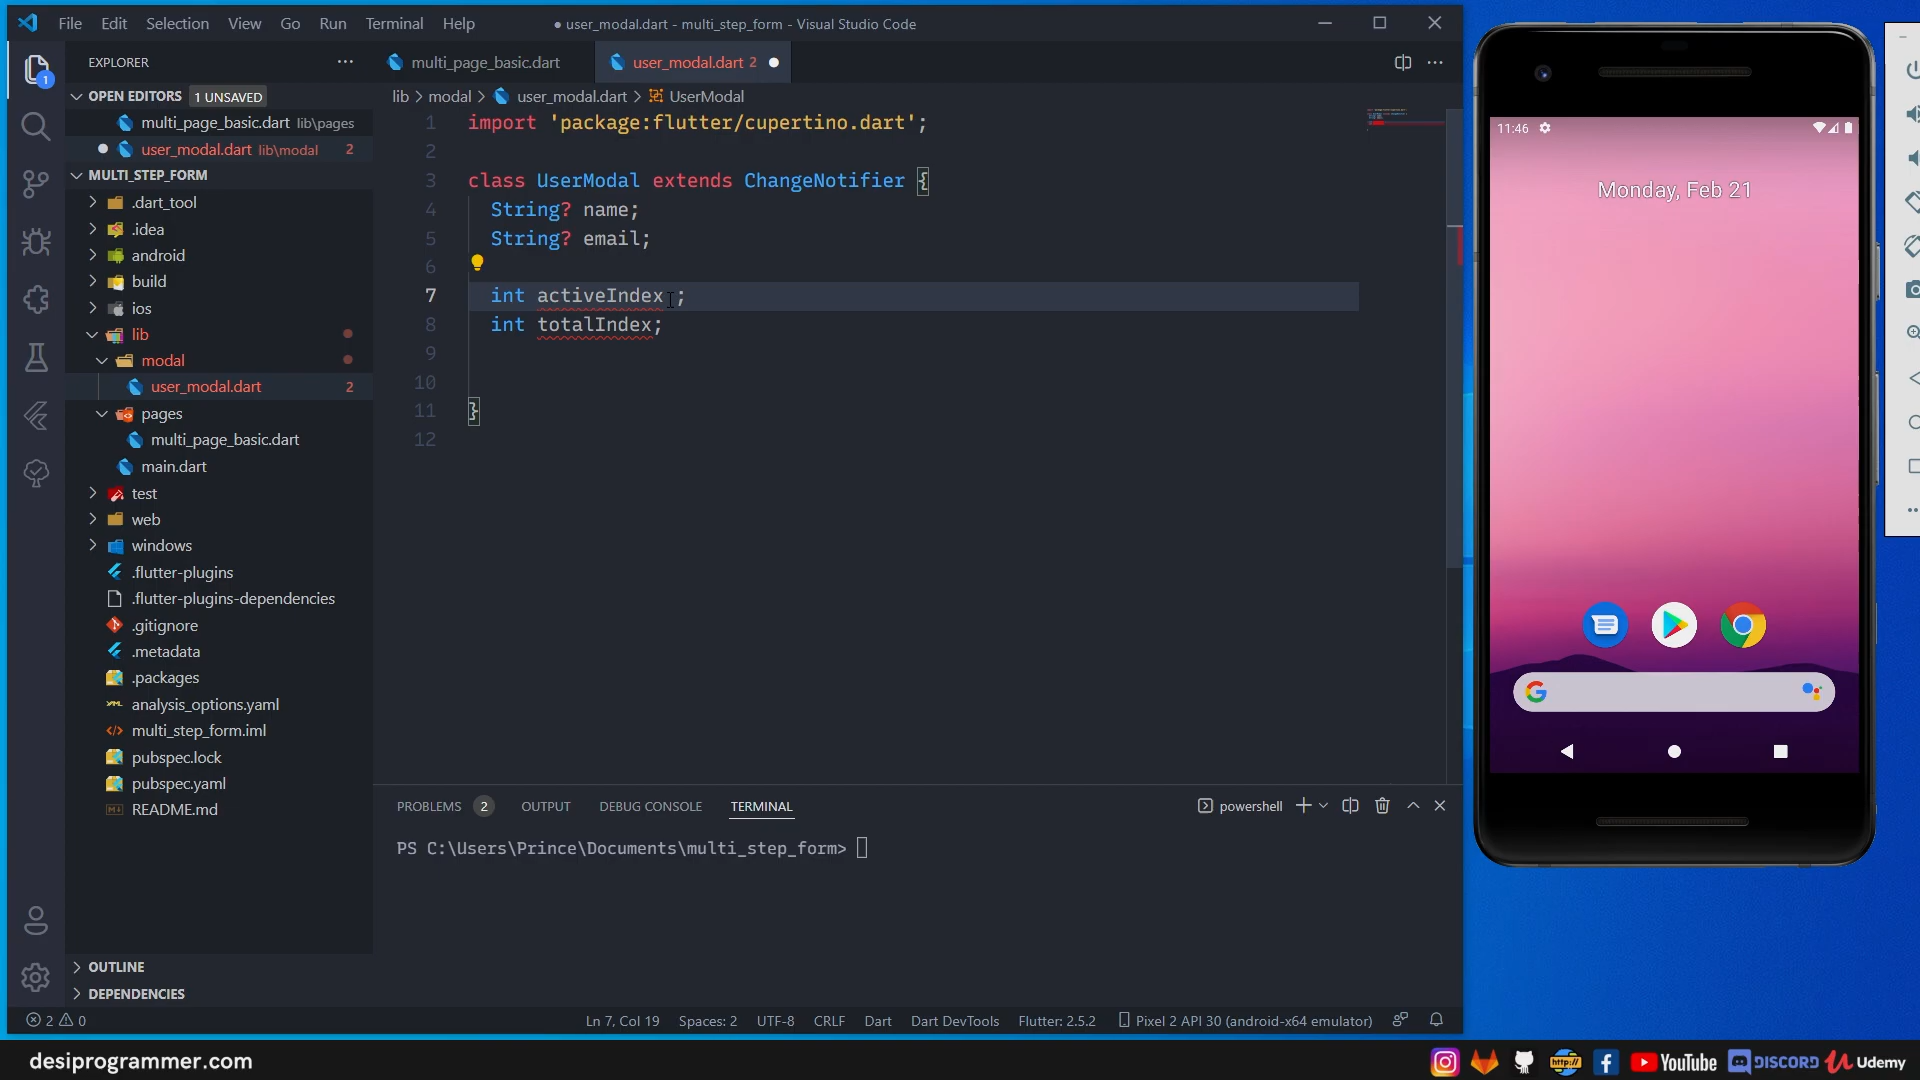 File Edit Selection View Go Run Terminal Help
● user_modal.dart - multi_step_form - Visual Studio Code
EXPLORER
multi_page_basic.dart
user_modal.dart 2
OPEN EDITORS 1 UNSAVED
multi_page_basic.dart lib\pages
user_modal.dart lib\modal 2
MULTI_STEP_FORM
.dart_tool
.idea
android
build
ios
lib
modal
user_modal.dart 2
pages
multi_page_basic.dart
main.dart
test
web
windows
.flutter-plugins
.flutter-plugins-dependencies
.gitignore
.metadata
.packages
analysis_options.yaml
multi_step_form.iml
pubspec.lock
pubspec.yaml
README.md
OUTLINE
DEPENDENCIES
1
lib > modal > user_modal.dart > UserModal
1 import 'package:flutter/cupertino.dart';
2
3 class UserModal extends ChangeNotifier {
4 String? name;
5 String? email;
6
7 int activeIndex ;
8 int totalIndex;
9
10
11 }
12
PROBLEMS 2 OUTPUT DEBUG CONSOLE TERMINAL
powershell
PS C:\Users\Prince\Documents\multi_step_form>
2 0
Ln 7, Col 19 Spaces: 2 UTF-8 CRLF Dart Dart DevTools Flutter: 2.5.2 Pixel 2 API 30 (android-x64 emulator)
11:46
Monday, Feb 21
desiprogrammer.com
http://
YouTube
DISCORD
Udemy